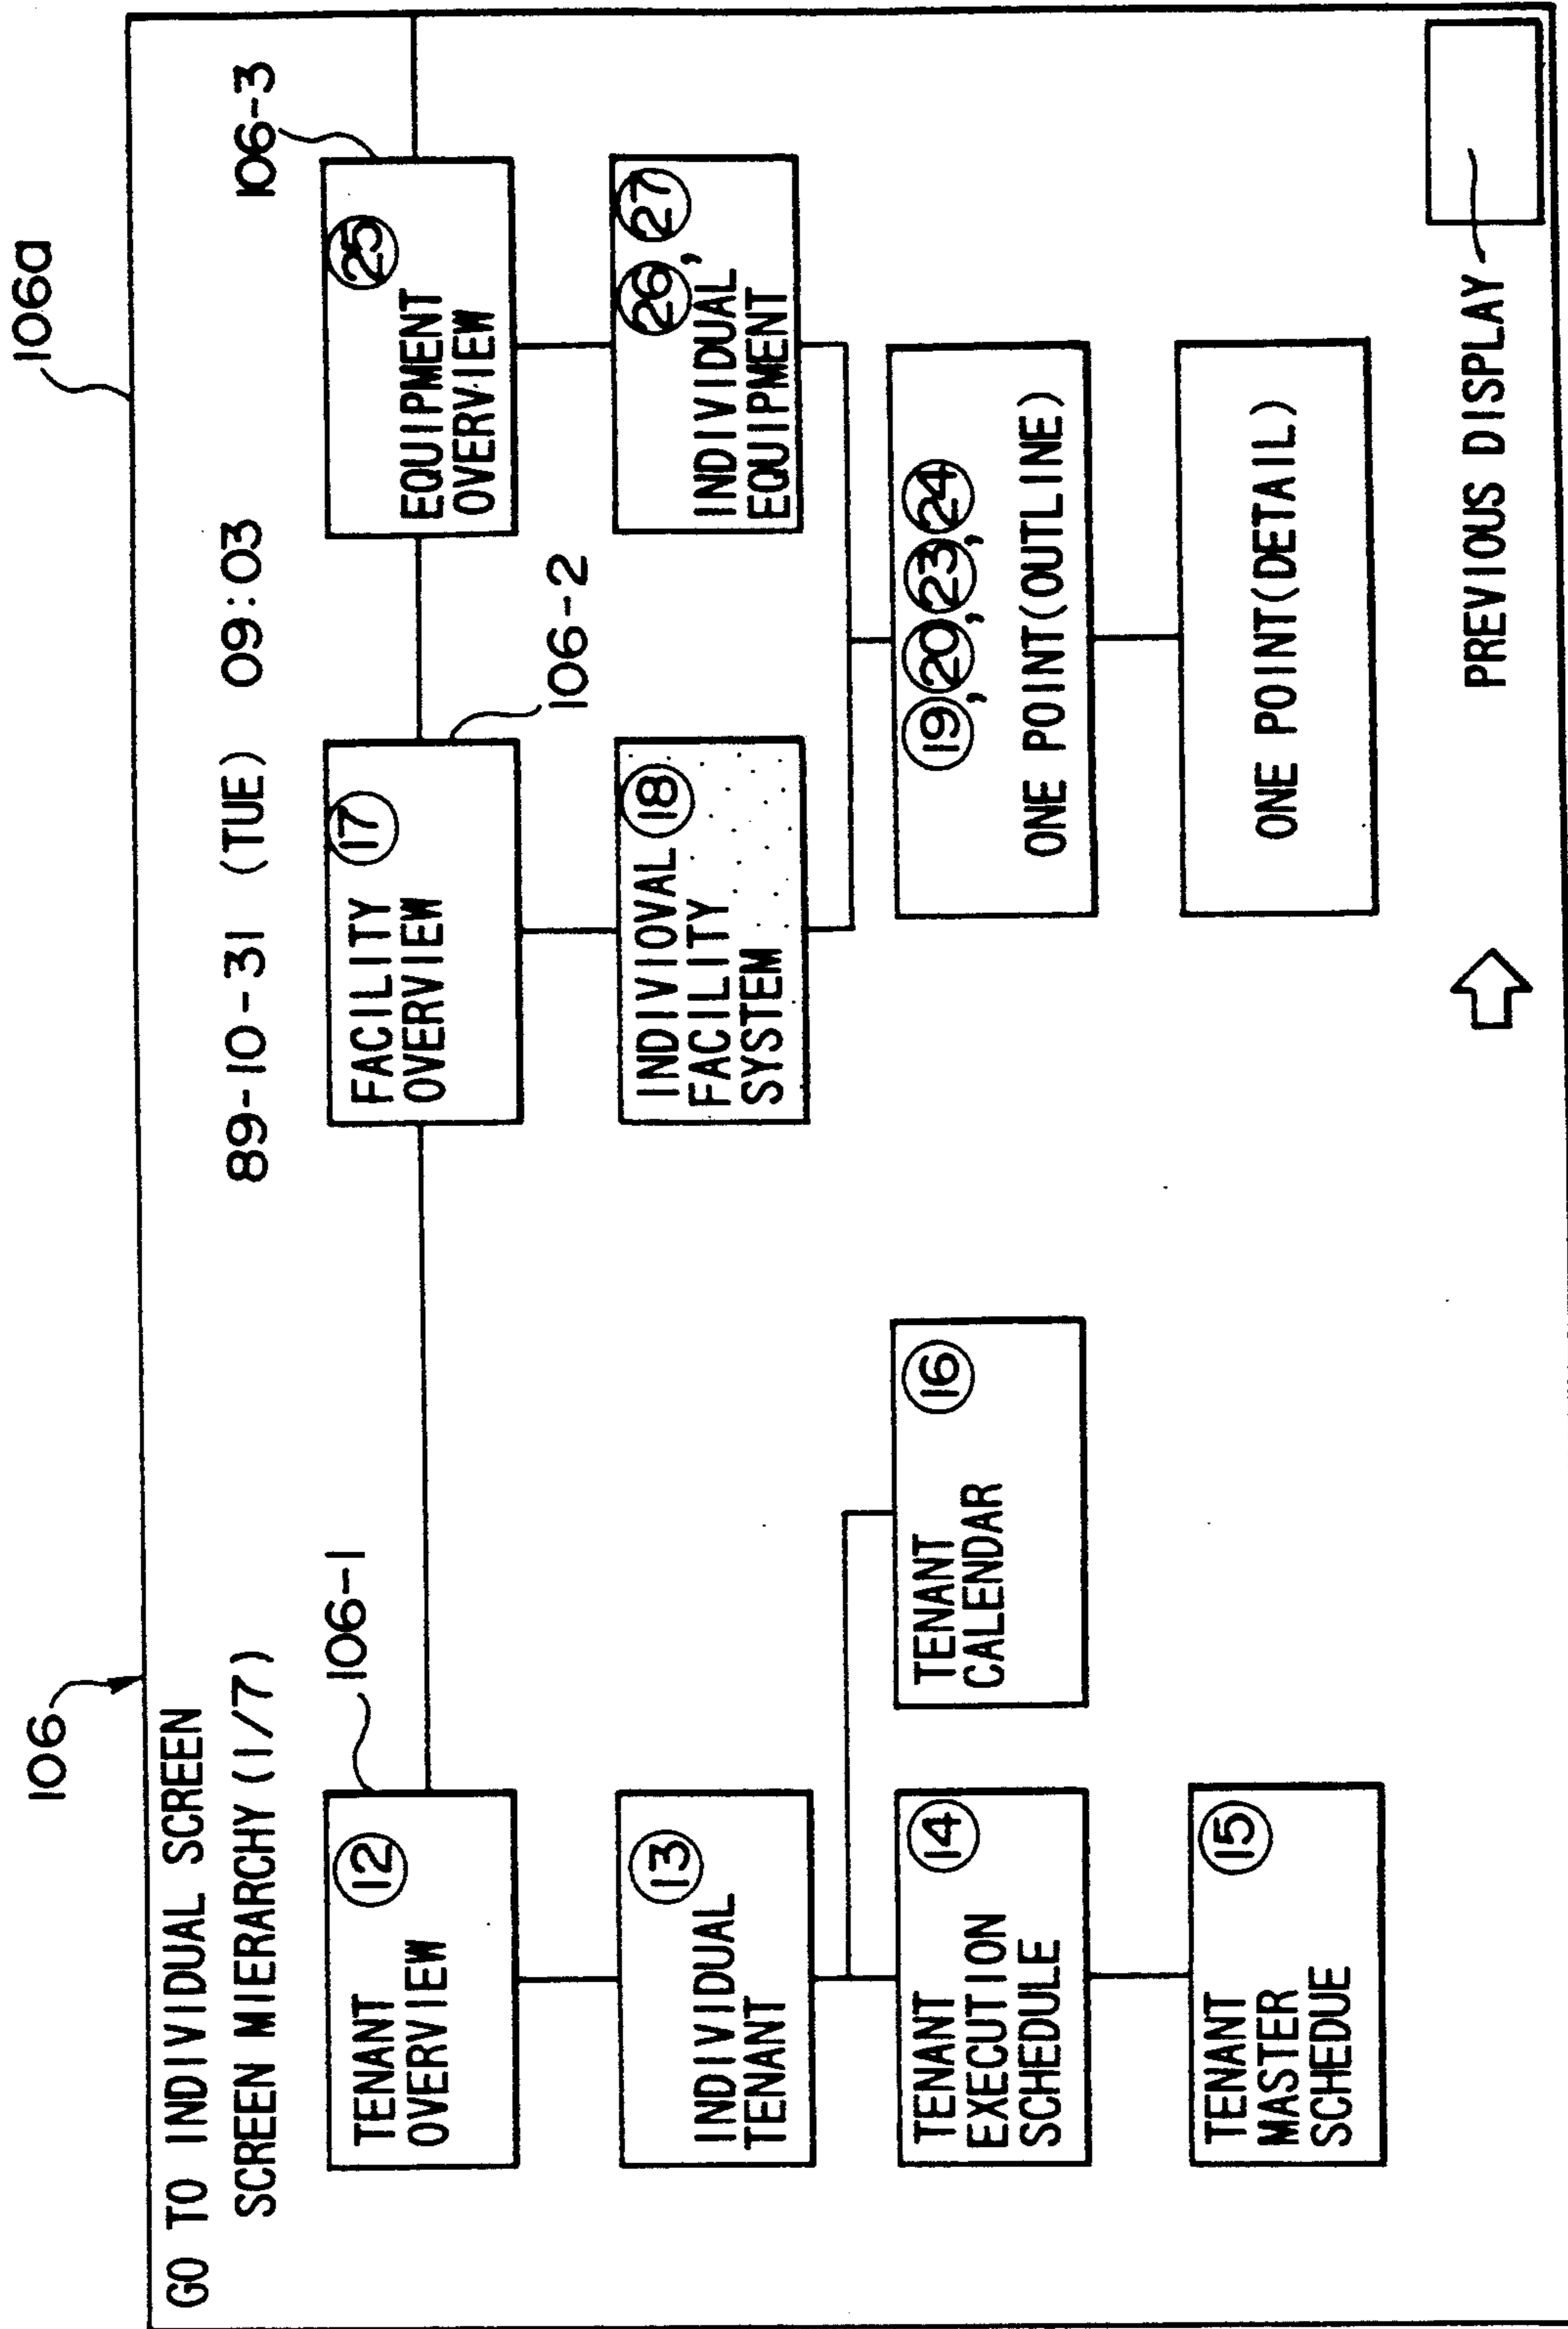 106
106a
GO TO INDIVIDUAL SCREEN
SCREEN MIERARCHY (1/7)
89-10-31 (TUE) 09:03
106-1
106-2
106-3
12
TENANT
OVERVIEW
17
FACILITY
OVERVIEW
25
EQUIPMENT
OVERVIEW
13
INDIVIDUAL
TENANT
INDIVIOVAL 18
FACILITY
SYSTEM
26, 27
INDIVIDUAL
EQUIPMENT
14
TENANT
EXECUTION
SCHEDULE
16
TENANT
CALENDAR
19, 20, 23, 24
ONE POINT(OUTLINE)
15
TENANT
MASTER
SCHEDUE
ONE POINT(DETAIL)
PREVIOUS DISPLAY